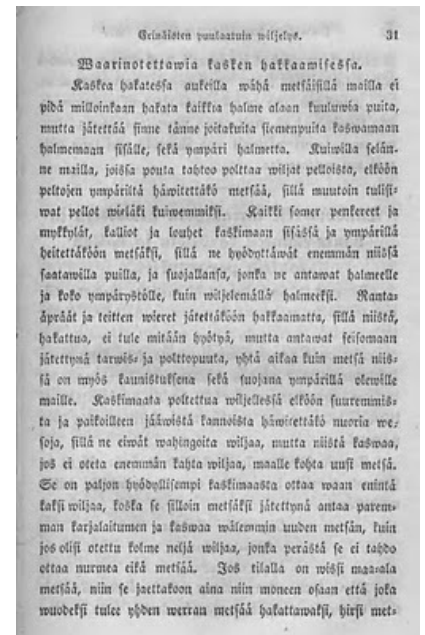 Erinäisten puulaatuin wiljelys. 31
Waarinotettawia kasken hakkaamisessa.
Kaskea hakatessa aukeilla wähä metsäisillä mailla ei
pidä milloinkaan hakata kaikkia halme alaan kuuluwia puita,
mutta jätettää sinne tänne joitakuita siemenpuita kaswamaan
halmemaan sisälle, sekä ympäri halmetta. Kuiwilla selän-
ne mailla, joissa pouta tahtoo polttaa wiljat pelloista, elköön
peltojen ympäriltä häwitettäkö metsää, sillä muutoin tulisi-
wat pellot wieläki kuiwemmiksi. Kaikki somer penkereet ja
mykkylät, kalliot ja louhet kaskimaan sisässä ja ympärillä
heitettäköön metsäksi, sillä ne hyödyttäwät enemmän niissä
saatawilla puilla, ja suojallansa, jonka ne antawat halmeelle
ja koko ympärystölle, kuin wiljelemällä halmeeksi. Ranta-
äpräät ja teitten wieret jätettäköön hakkaamatta, sillä niistä,
hakattua, ei tule mitään hyötyä, mutta antawat seisomaan
jätettynä tarwis- ja polttopuuta, yhtä aikaa kuin metsä niis-
sä on myös kaunistuksena sekä suojana ympärillä olewille
maille. Kaskimaata poltettua wiljellessä elköön suuremmis-
ta ja paikoilleen jääwistä kannoista häwitettäkö nuoria we-
soja, sillä ne eiwät wahingoita wiljaa, mutta niistä kaswaa,
jos ei oteta enemmän kahta wiljaa, maalle kohta uusi metsä.
Se on paljon hyödyllisempi kaskimaasta ottaa waan enintä
kaksi wiljaa, koska se silloin metsäksi jätettynä antaa parem-
man karjalaitumen ja kaswaa wälemmin uuden metsän, kuin
jos olisi otettu kolme neljä wiljaa, jonka perästä se ei tahdo
ottaa nurmea eikä metsää. Jos tilalla on wissi maa-ala
metsää, niin se jaettakoon aina niin moneen osaan että joka
wuodeksi tulee yhden werran metsää hakattawaksi, hirsi met-